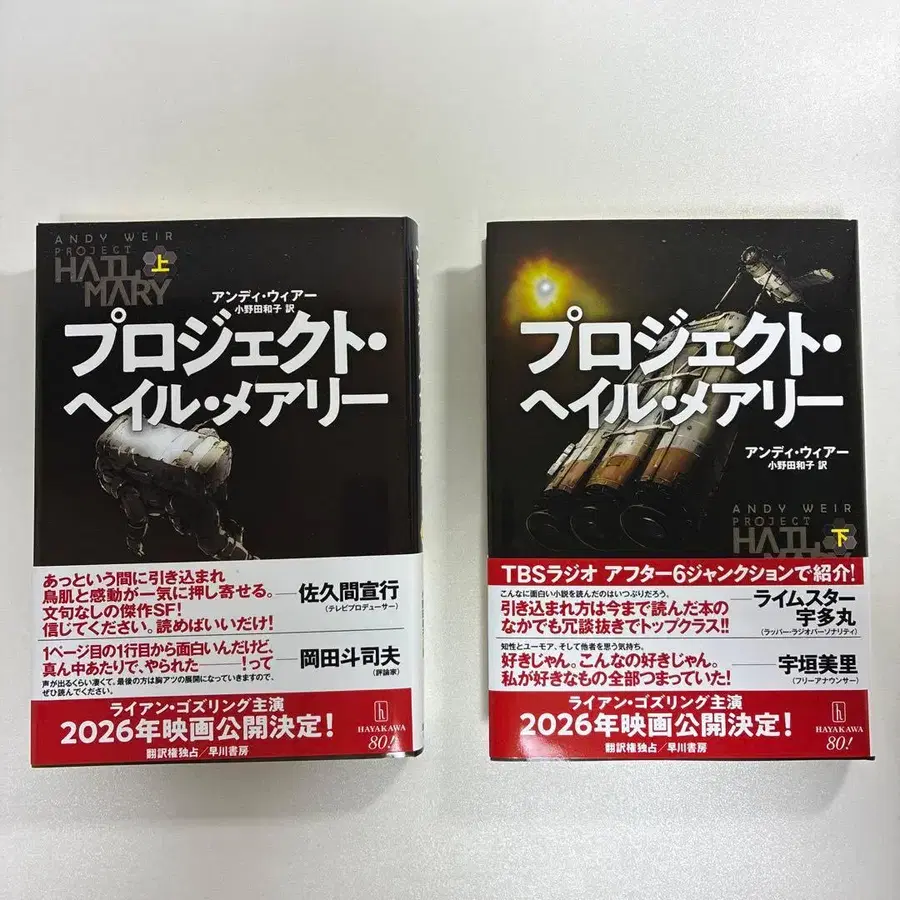 ANDY WEIR
PROJECT
HAIL
MARY
上
アンディ・ウィアー
小野田和子 訳
プロジェクト・
ヘイル・メアリー
あっという間に引き込まれ
鳥肌と感動が一気に押し寄せる。
文句なしの傑作SF!
信じてください。読めばいいだけ!
佐久間宣行
(テレビプロデューサー)
1ページ目の1行目から面白いんだけど、
真ん中あたりで、やられた──!って
声が出るくらい凄くて。最後の方は胸アツの展開になっていきますので、
ぜひ読んでください。
岡田斗司夫
(評論家)
ライアン・ゴズリング主演
2026年映画公開決定!
翻訳権独占/早川書房
h
HAYAKAWA
80!
プロジェクト・
ヘイル・メアリー
アンディ・ウィアー
小野田和子 訳
ANDY WEIR
PROJECT
HAIL
下
TBSラジオ アフター6ジャンクションで紹介!
こんなに面白い小説を読んだのはいつぶりだろう、
引き込まれ方は今まで読んだ本の
なかでも冗談抜きでトップクラス!!
ライムスター
宇多丸
(ラッパー・ラジオパーソナリティ)
知性とユーモア、そして他者を思う気持ち。
好きじゃん。こんなの好きじゃん。
私が好きなもの全部つまっていた!
宇垣美里
(フリーアナウンサー)
ライアン・ゴズリング主演
2026年映画公開決定!
翻訳権独占/早川書房
h
HAYAKAWA
80!